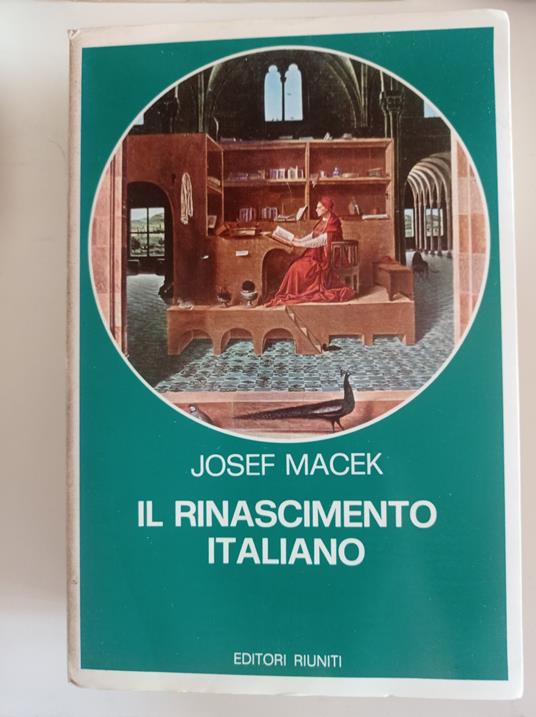 JOSEF MACEK
IL RINASCIMENTO
ITALIANO
EDITORI RIUNITI